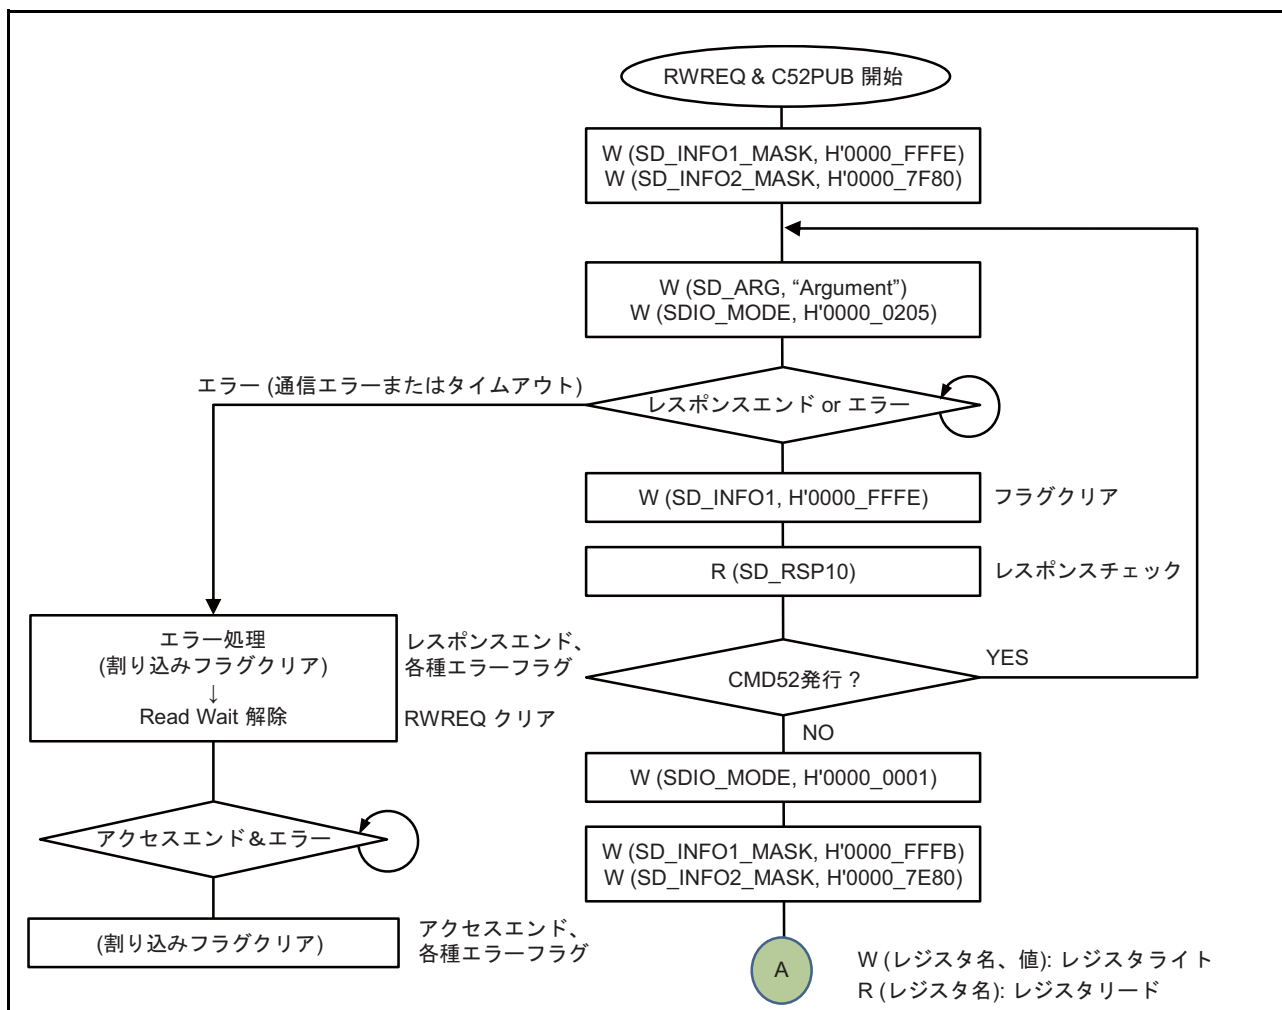 RWREQ & C52PUB 開始
W (SD_INFO1_MASK, H'0000_FFFE)
W (SD_INFO2_MASK, H'0000_7F80)
W (SD_ARG, “Argument”)
W (SDIO_MODE, H'0000_0205)
エラー (通信エラーまたはタイムアウト)
レスポンスエンド or エラー
W (SD_INFO1, H'0000_FFFE)
フラグクリア
R (SD_RSP10)
レスポンスチェック
エラー処理
(割り込みフラグクリア)
↓
Read Wait 解除
レスポンスエンド、
各種エラーフラグ
RWREQ クリア
CMD52発行 ?
YES
NO
W (SDIO_MODE, H'0000_0001)
アクセスエンド＆エラー
W (SD_INFO1_MASK, H'0000_FFFB)
W (SD_INFO2_MASK, H'0000_7E80)
(割り込みフラグクリア)
アクセスエンド、
各種エラーフラグ
A
W (レジスタ名、値): レジスタライト
R (レジスタ名): レジスタリード